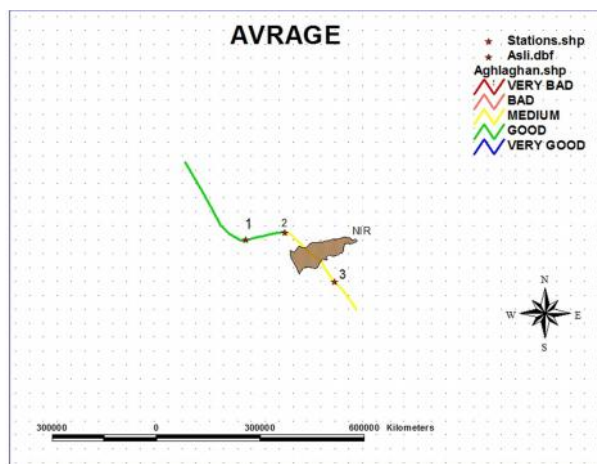 AVRAGE
Stations.shp
Asli.dbf
Aghlaghan.shp
VERY BAD
BAD
MEDIUM
GOOD
VERY GOOD
1
2
NIR
3
N
W E
S
300000 0 300000 600000 Kilometers